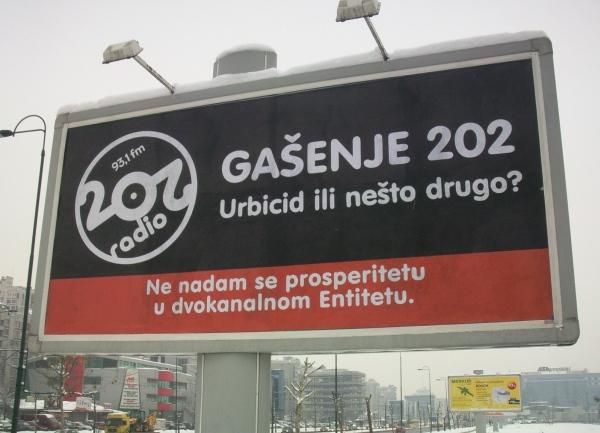 93,1 fm
202
radio
GAŠENJE 202
Urbicid ili nešto drugo?
Ne nadam se prosperitetu
u dvokanalnom Entitetu.